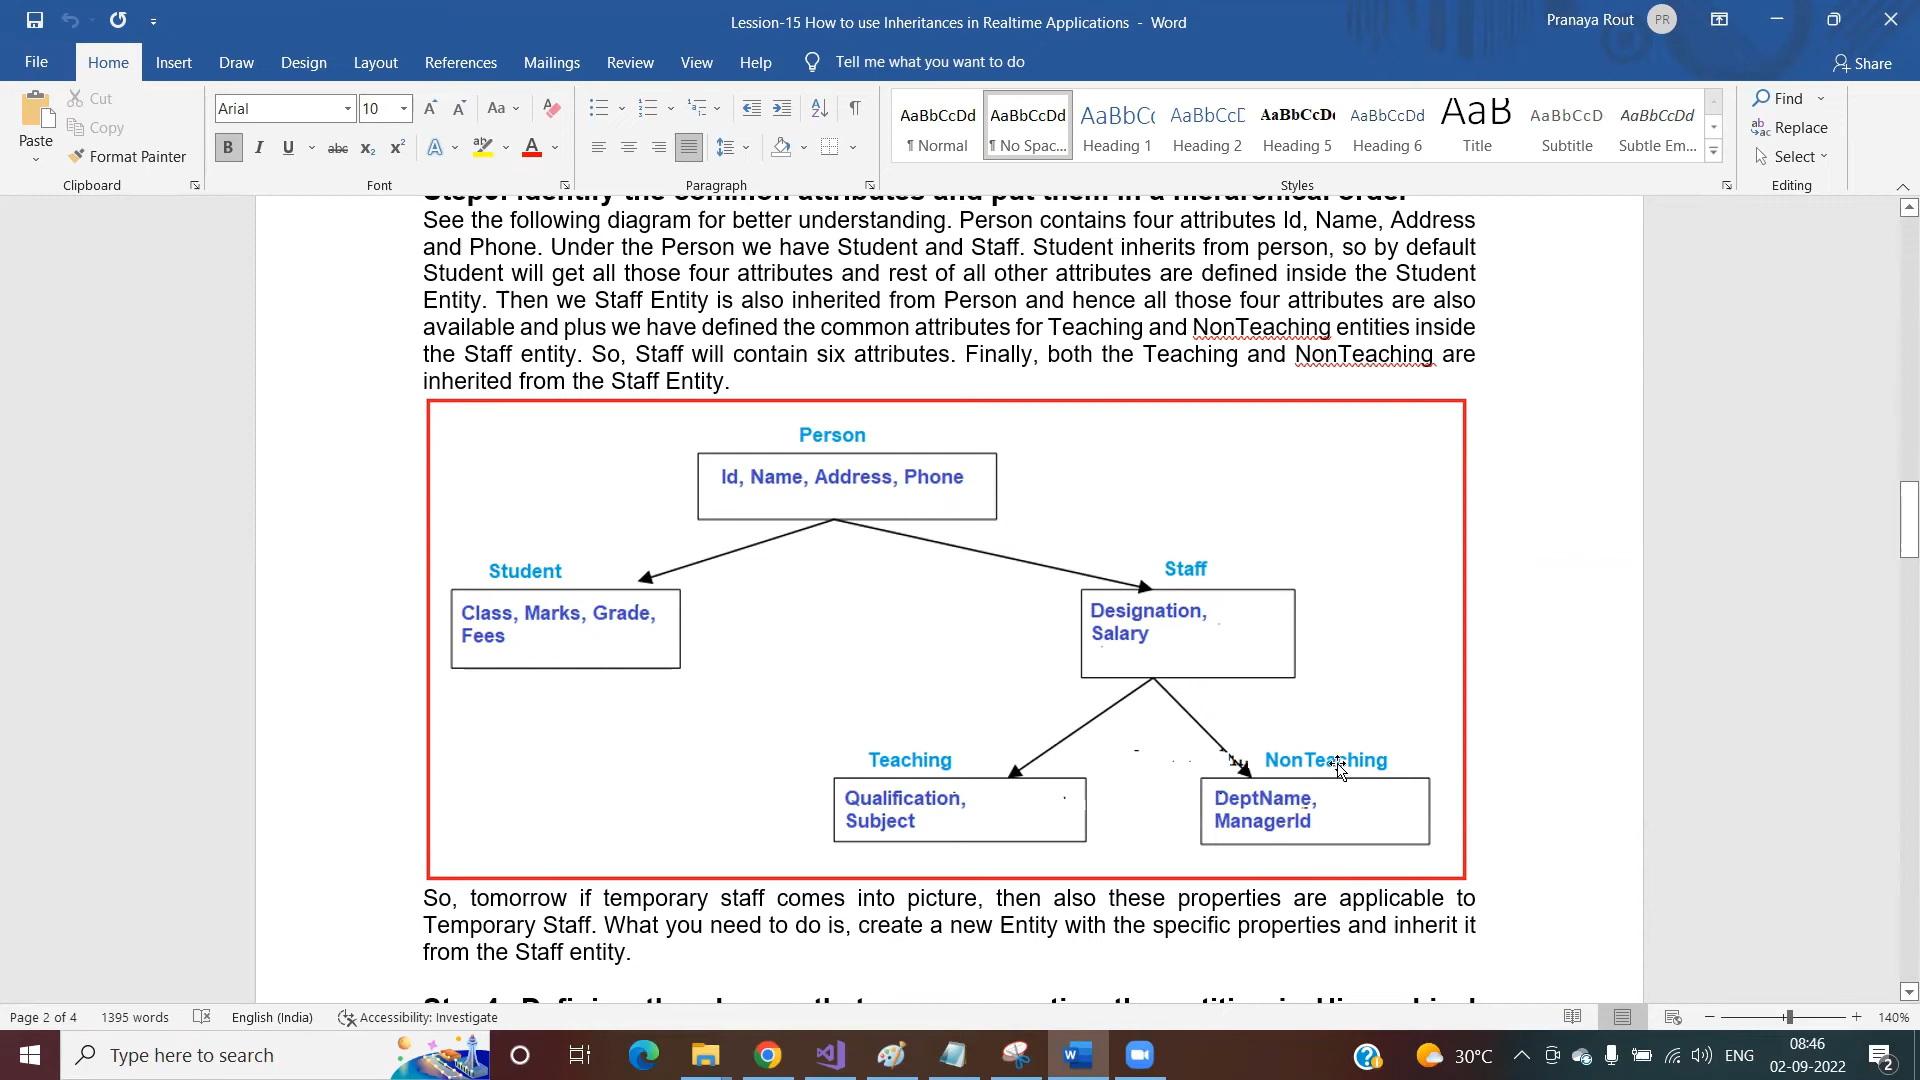 Lession-15 How to use Inheritances in Realtime Applications - Word
Pranaya Rout PR
File Home Insert Draw Design Layout References Mailings Review View Help Tell me what you want to do Share
Paste
Cut
Copy
Format Painter
Clipboard
Arial 10
Font
Paragraph
AaBbCcDd AaBbCcDd AaBbCc AaBbCcD AaBbCcDd AaBbCcDd AaB AaBbCcD AaBbCcDd
¶ Normal ¶ No Spac... Heading 1 Heading 2 Heading 5 Heading 6 Title Subtitle Subtle Em...
Styles
Find
Replace
Select
Editing
identify the common attributes and put them in a hierarchical order
See the following diagram for better understanding. Person contains four attributes Id, Name, Address
and Phone. Under the Person we have Student and Staff. Student inherits from person, so by default
Student will get all those four attributes and rest of all other attributes are defined inside the Student
Entity. Then we Staff Entity is also inherited from Person and hence all those four attributes are also
available and plus we have defined the common attributes for Teaching and NonTeaching entities inside
the Staff entity. So, Staff will contain six attributes. Finally, both the Teaching and NonTeaching are
inherited from the Staff Entity.
Person
Id, Name, Address, Phone
Student
Class, Marks, Grade,
Fees
Staff
Designation,
Salary
Teaching
Qualification,
Subject
NonTeaching
DeptName,
ManagerId
So, tomorrow if temporary staff comes into picture, then also these properties are applicable to
Temporary Staff. What you need to do is, create a new Entity with the specific properties and inherit it
from the Staff entity.
Page 2 of 4 1395 words English (India) Accessibility: Investigate 140%
Type here to search
30°C ENG
08:46
02-09-2022
2